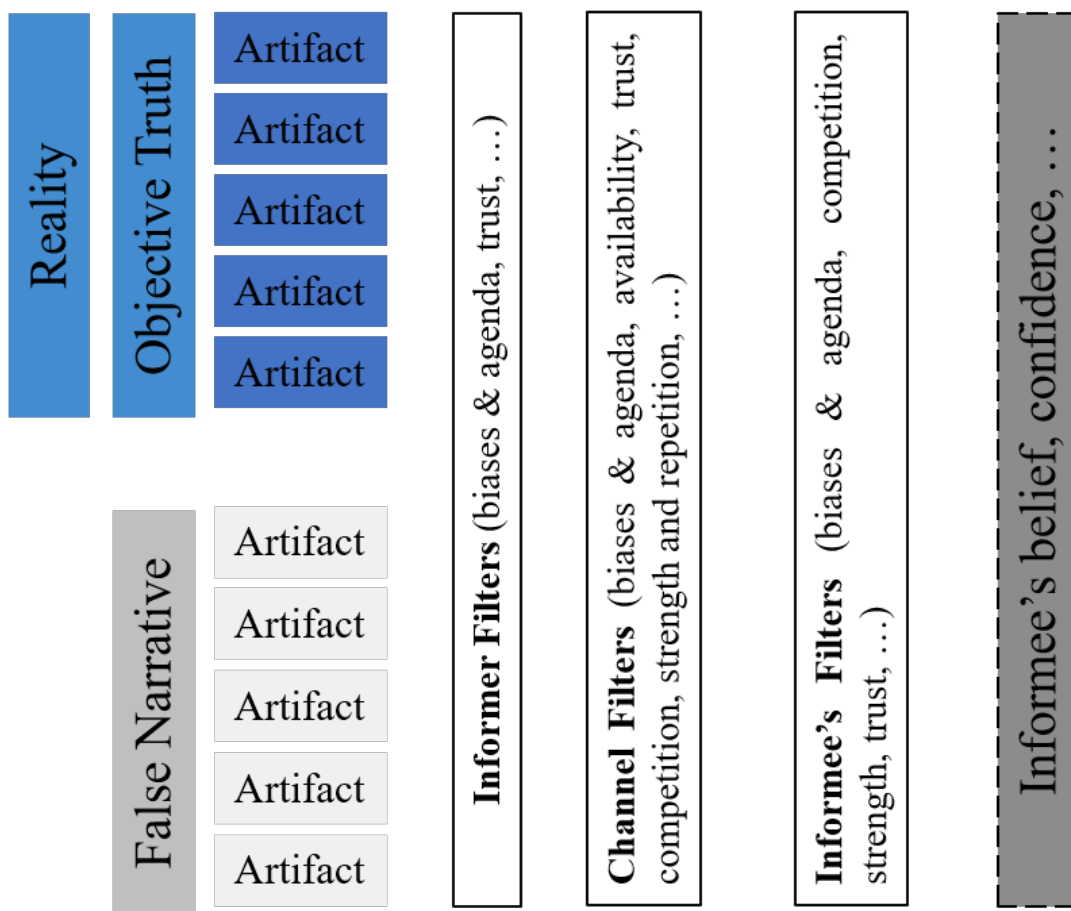 Reality
Objective Truth
Artifact
Artifact
Artifact
Artifact
Artifact
False Narrative
Artifact
Artifact
Artifact
Artifact
Artifact
Informer Filters (biases & agenda, trust, …)
Channel Filters (biases & agenda, availability, trust,
competition, strength and repetition, …)
Informee’s Filters (biases & agenda, competition,
strength, trust, …)
Informee’s belief, confidence, …